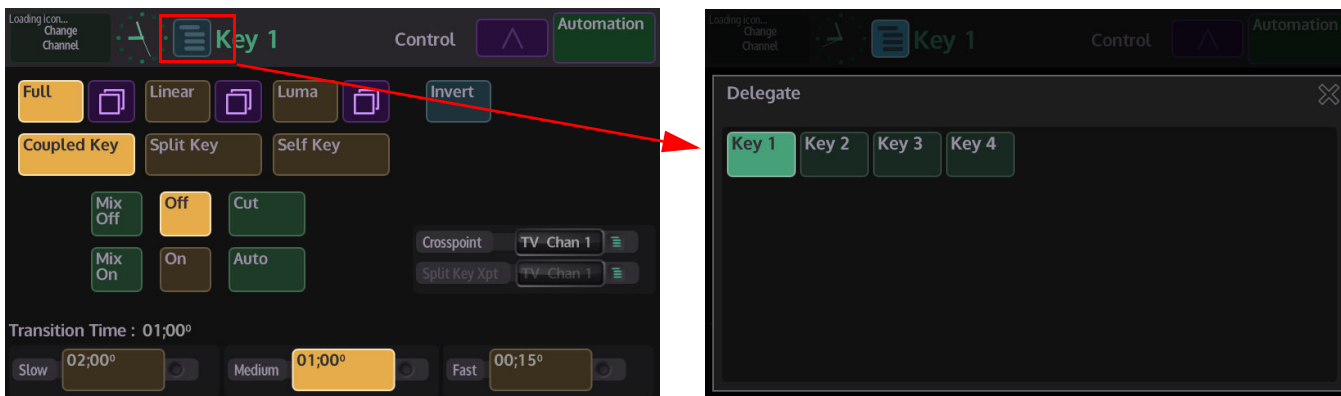 Loading icon...
Change
Channel
Key 1
Control
Automation
Full
Linear
Luma
Invert
Coupled Key
Split Key
Self Key
Mix
Off
Off
Cut
Mix
On
On
Auto
Crosspoint
TV Chan 1
Split Key Xpt
TV Chan 1
Transition Time : 01;00⁰
Slow
02;00⁰
Medium
01;00⁰
Fast
00;15⁰
Loading icon...
Change
Channel
Key 1
Control
Automation
Delegate
Key 1
Key 2
Key 3
Key 4